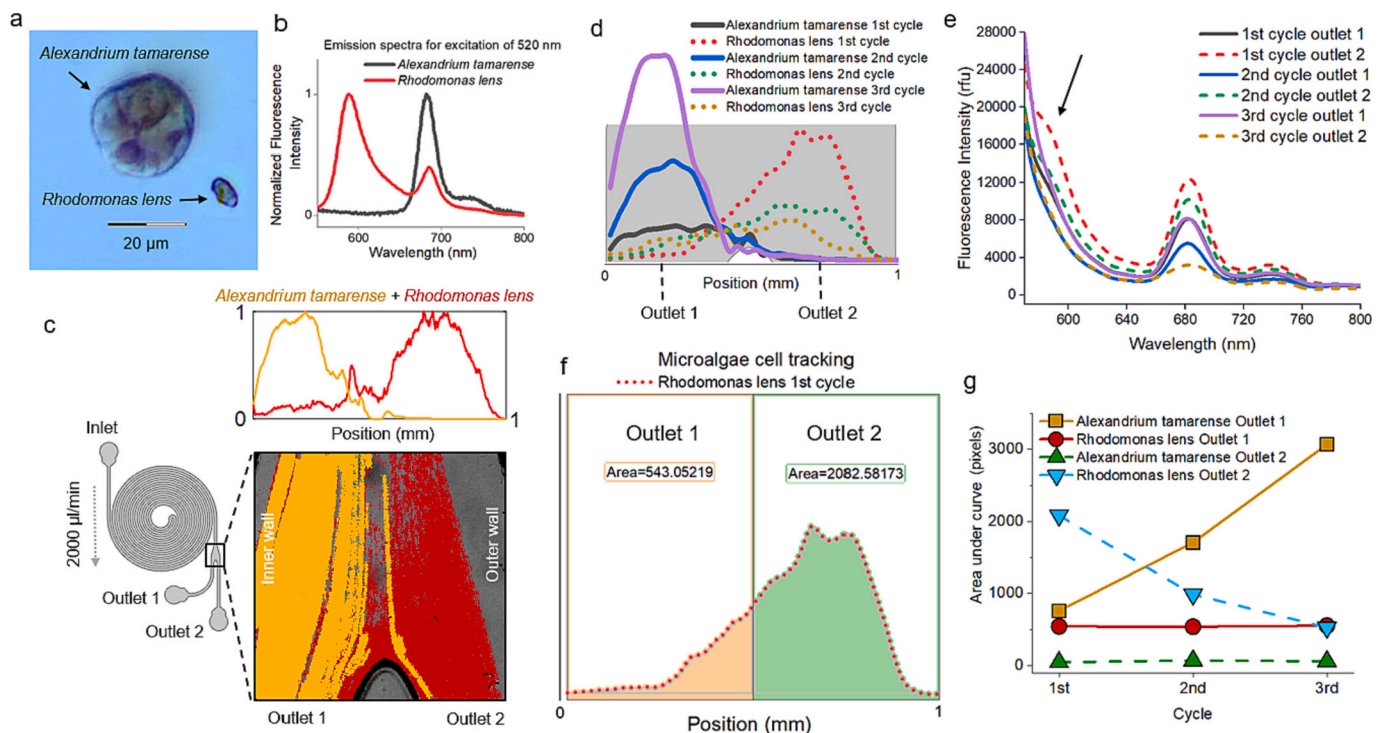 a
Alexandrium tamarense
Rhodomonas lens
20 µm
b
Emission spectra for excitation of 520 nm
Alexandrium tamarense
Rhodomonas lens
Normalized Fluorescence
Intensity
1
0
600
700
800
Wavelength (nm)
c
Alexandrium tamarense + Rhodomonas lens
1
0
1
Position (mm)
Inlet
2000 µl/min
Outlet 1
Outlet 2
Inner wall
Outer wall
Outlet 1
Outlet 2
d
Alexandrium tamarense 1st cycle
Rhodomonas lens 1st cycle
Alexandrium tamarense 2nd cycle
Rhodomonas lens 2nd cycle
Alexandrium tamarense 3rd cycle
Rhodomonas lens 3rd cycle
0
Position (mm)
1
Outlet 1
Outlet 2
e
Fluorescence Intensity (rfu)
28000
24000
20000
16000
12000
8000
4000
0
1st cycle outlet 1
1st cycle outlet 2
2nd cycle outlet 1
2nd cycle outlet 2
3rd cycle outlet 1
3rd cycle outlet 2
600
640
680
720
760
800
Wavelength (nm)
f
Microalgae cell tracking
Rhodomonas lens 1st cycle
Outlet 1
Outlet 2
Area=543.05219
Area=2082.58173
0
1
Position (mm)
g
Area under curve (pixels)
3000
2000
1000
0
Alexandrium tamarense Outlet 1
Rhodomonas lens Outlet 1
Alexandrium tamarense Outlet 2
Rhodomonas lens Outlet 2
1st
2nd
3rd
Cycle